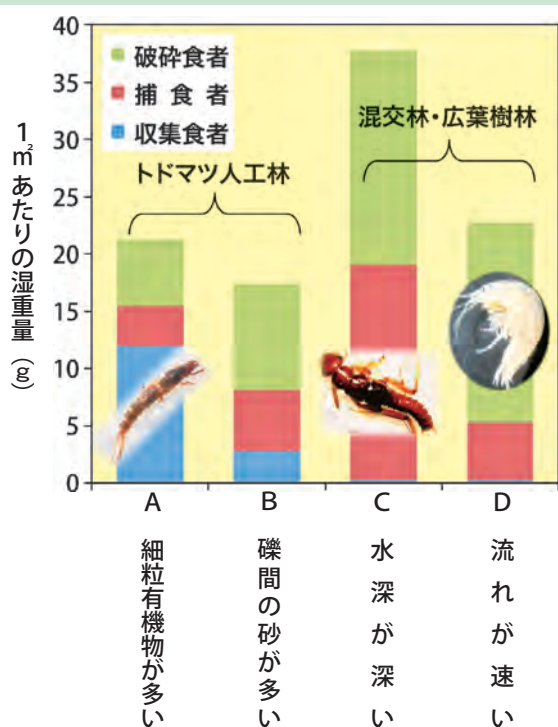 40
35
30
25
20
15
10
5
0
1㎡あたりの湿重量(g)
破砕食者
捕食者
収集食者
トドマツ人工林
混交林・広葉樹林
A
B
C
D
細粒有機物が多い
礫間の砂が多い
水深が深い
流れが速い